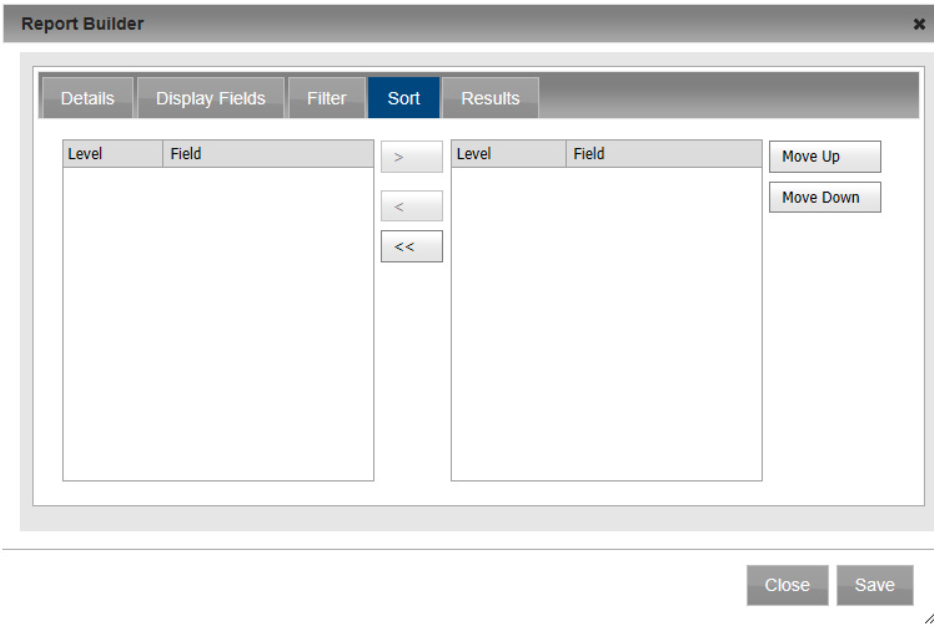 Report Builder ✖
Details Display Fields Filter Sort Results
Level Field > Level Field Move Up
< Move Down
<<
Close Save